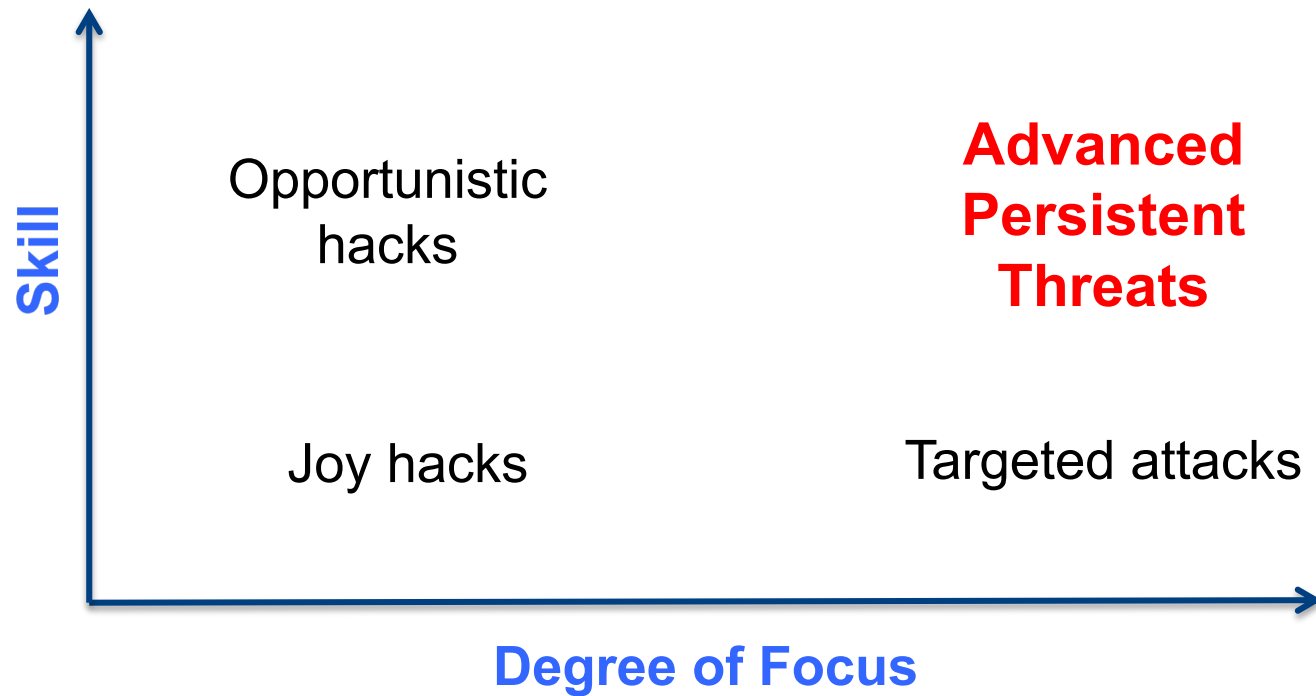 Skill
Opportunistic
hacks
Advanced
Persistent
Threats
Joy hacks
Targeted attacks
Degree of Focus